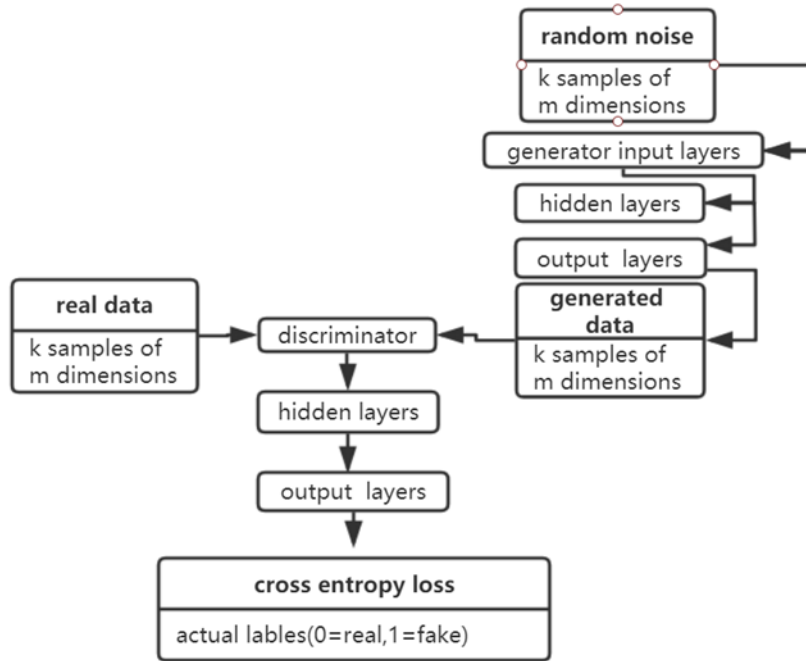 random noise
k samples of
m dimensions
generator input layers
hidden layers
output layers
generated
data
k samples of
m dimensions
real data
k samples of
m dimensions
discriminator
hidden layers
output layers
cross entropy loss
actual lables(0=real,1=fake)